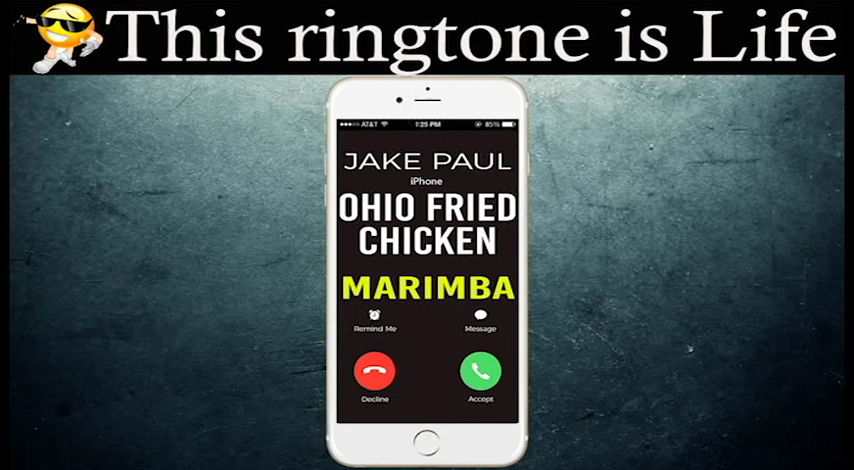 This ringtone is Life
AT&T 1:25 PM 85%
JAKE PAUL
iPhone
OHIO FRIED
CHICKEN
MARIMBA
Remind Me Message
Decline Accept